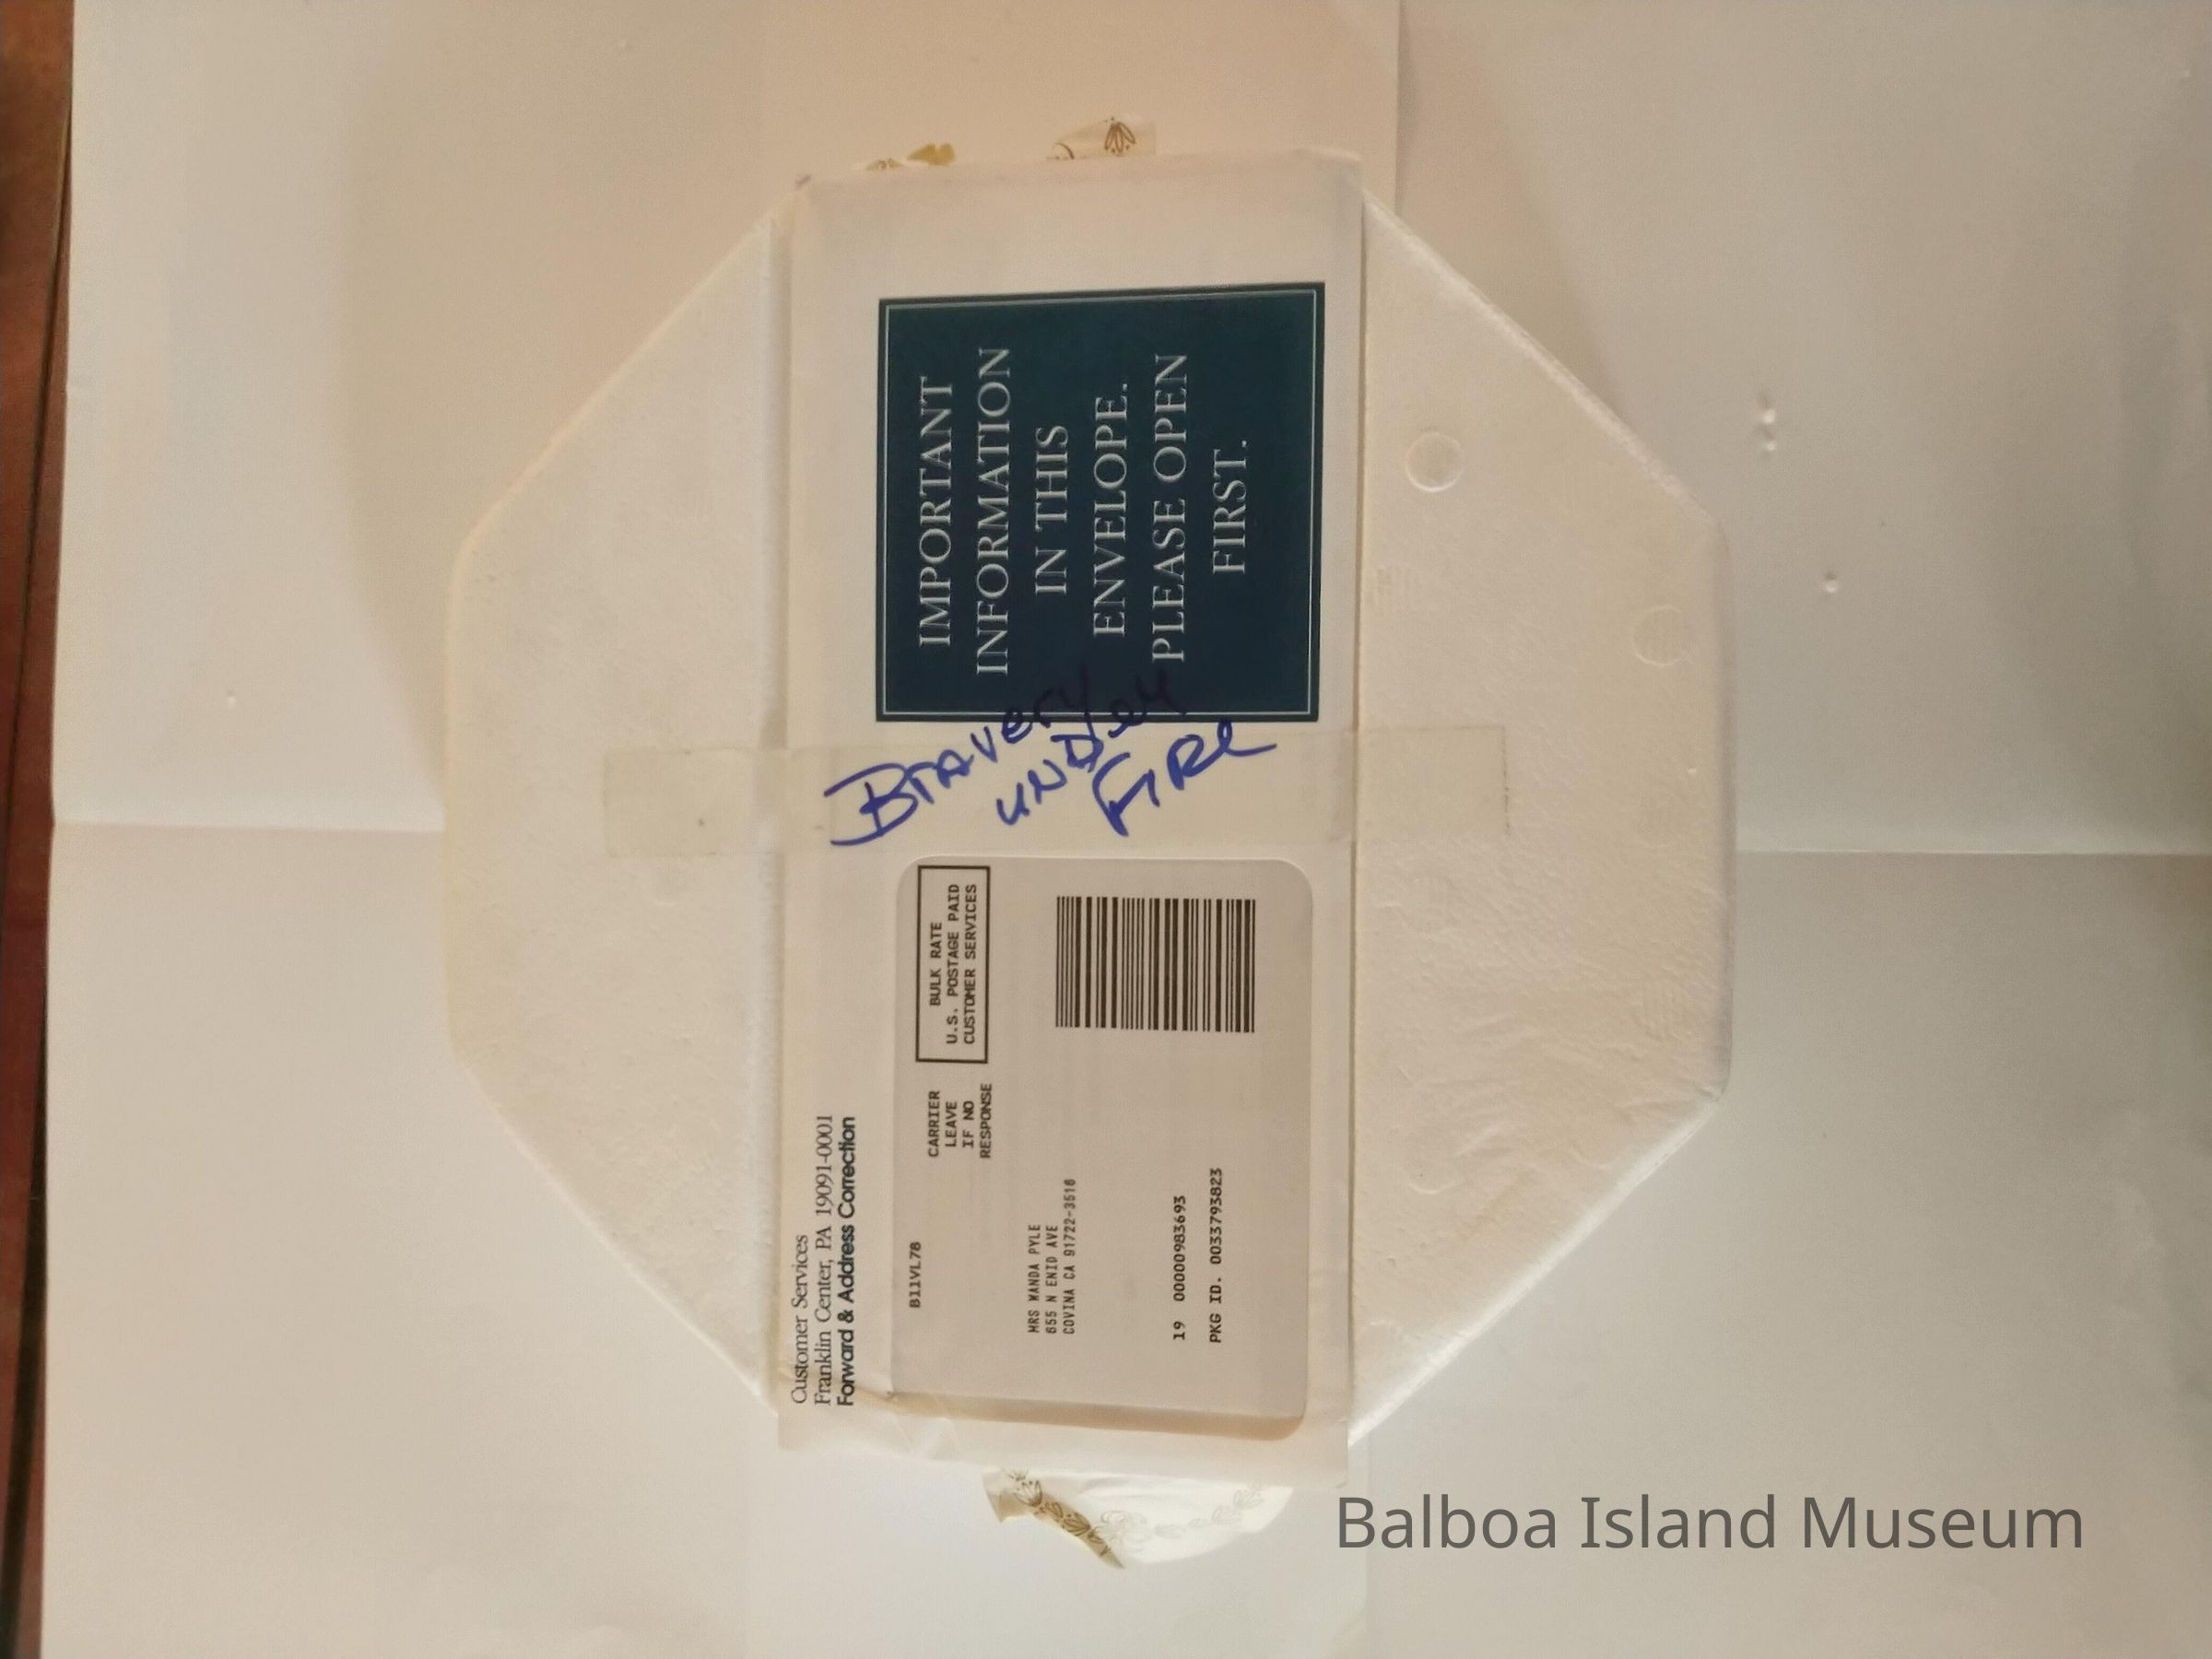 Customer Services
Franklin Center, PA 19091-0001
Forward & Address Correction
B11VL78
CARRIER
LEAVE
IF NO
RESPONSE
BULK RATE
U.S. POSTAGE PAID
CUSTOMER SERVICES
MRS WANDA PYLE
655 N ENID AVE
COVINA CA 91722-3516
19 00000983693
PKG ID. 0033793823
BrAvery
UNDer
FIRe
IMPORTANT
INFORMATION
IN THIS
ENVELOPE.
PLEASE OPEN
FIRST.
Balboa Island Museum